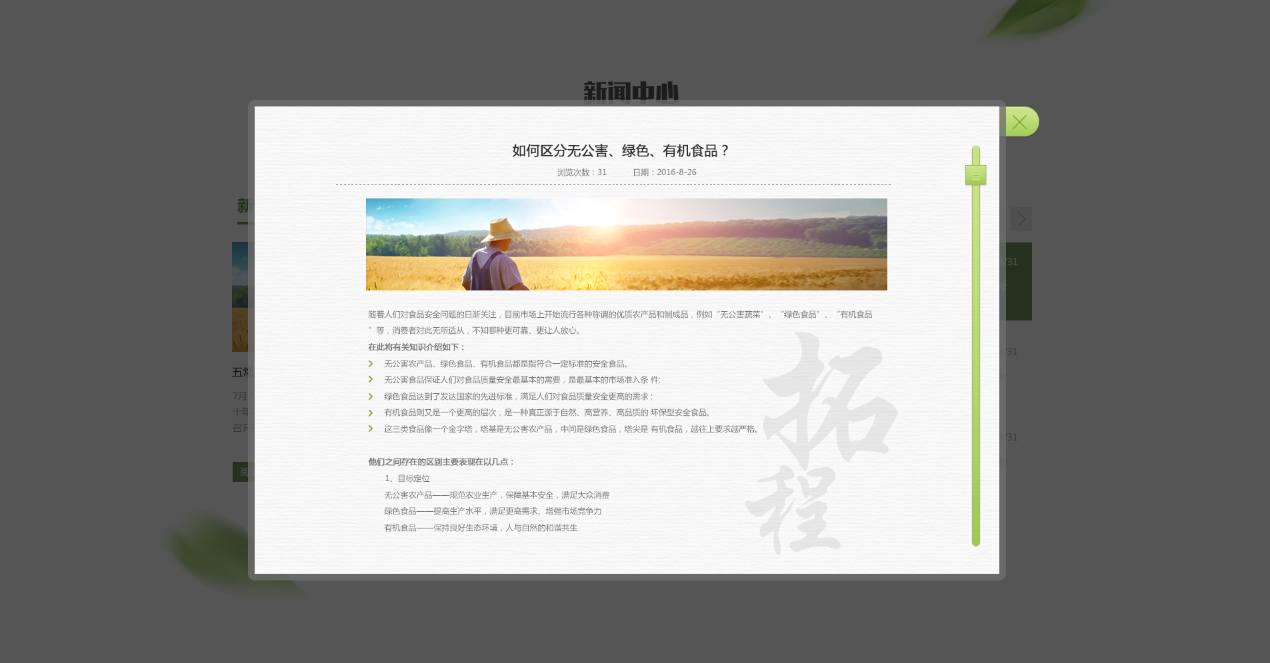 新闻中心
如何区分无公害、绿色、有机食品？
浏览次数：31 日期：2016-8-26
新
/31
随着人们对食品安全问题的日渐关注，目前市场上开始流行各种称谓的优质农产品和制成品，例如“无公害蔬菜”、“绿色食品”、“有机食品
”等，消费者对此无所适从，不知哪种更可靠、更让人放心。
在此将有关知识介绍如下：
无公害农产品、绿色食品、有机食品都是指符合一定标准的安全食品。
无公害食品保证人们对食品质量安全最基本的需要，是最基本的市场准入条 件;
绿色食品达到了发达国家的先进标准，满足人们对食品质量安全更高的需求；
有机食品则又是一个更高的层次，是一种真正源于自然、高营养、高品质的 环保型安全食品。
这三类食品像一个金字塔，塔基是无公害农产品，中间是绿色食品，塔尖是 有机食品，越往上要求越严格。
他们之间存在的区别主要表现在以几点：
1、目标定位
无公害农产品——规范农业生产，保障基本安全，满足大众消费
绿色食品——提高生产水平，满足更高需求、增强市场竞争力
有机食品——保持良好生态环境，人与自然的和谐共生
拓
程
五常
7月
十年
召开
阅
/31
/31